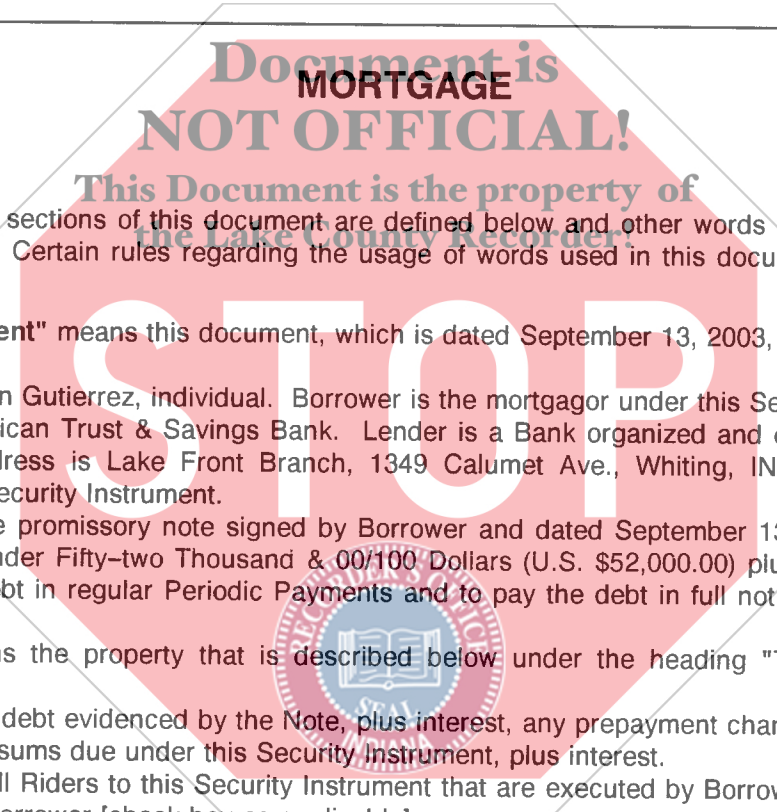 Document is
MORTGAGE
NOT OFFICIAL!
This Document is the property of
the Lake County Recorder!
sections of this document are defined below and other words
Certain rules regarding the usage of words used in this docu
ent" means this document, which is dated September 13, 2003,
STOP
n Gutierrez, individual. Borrower is the mortgagor under this Se
ican Trust & Savings Bank. Lender is a Bank organized and
dress is Lake Front Branch, 1349 Calumet Ave., Whiting, IN
ecurity Instrument.
e promissory note signed by Borrower and dated September 13
nder Fifty-two Thousand & 00/100 Dollars (U.S. $52,000.00) plu
bt in regular Periodic Payments and to pay the debt in full not
RECORDER'S OFFICE
s the property that is described below under the heading "T
SEAL
INDIANA
debt evidenced by the Note, plus interest, any prepayment char
sums due under this Security Instrument, plus interest.
ll Riders to this Security Instrument that are executed by Borrow